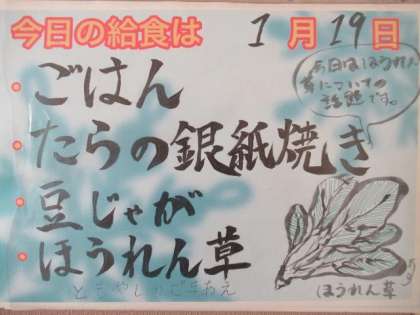 今日の給食は 1月19日
・ごはん
・たらの銀紙焼き
・豆じゃが
・ほうれん草
ともやしのごまあえ
今日はほうれん
草についての
話題です。
ほうれん草